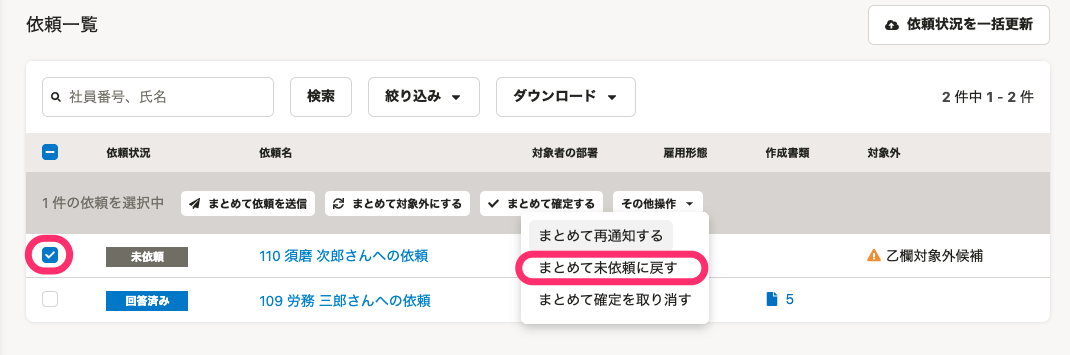 依頼一覧
依頼状況を一括更新
社員番号、氏名
検索
絞り込み
ダウンロード
2 件中 1 - 2 件
依頼状況 依頼名 対象者の部署 雇用形態 作成書類 対象外
1 件の依頼を選択中 まとめて依頼を送信 まとめて対象外にする まとめて確定する その他操作
まとめて再通知する
未依頼 110 須磨 次郎さんへの依頼 乙欄対象外候補
まとめて未依頼に戻す
回答済み 109 労務 三郎さんへの依頼 5
まとめて確定を取り消す